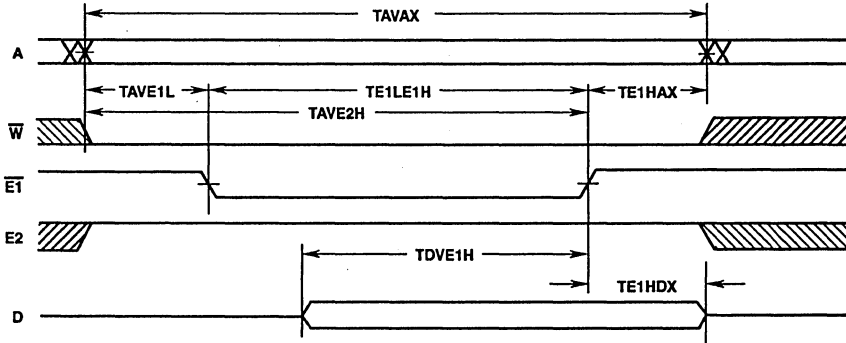 TAVAX
A
TAVE1L
TE1LE1H
TE1HAX
TAVE2H
W
E1
E2
TDVE1H
TE1HDX
D